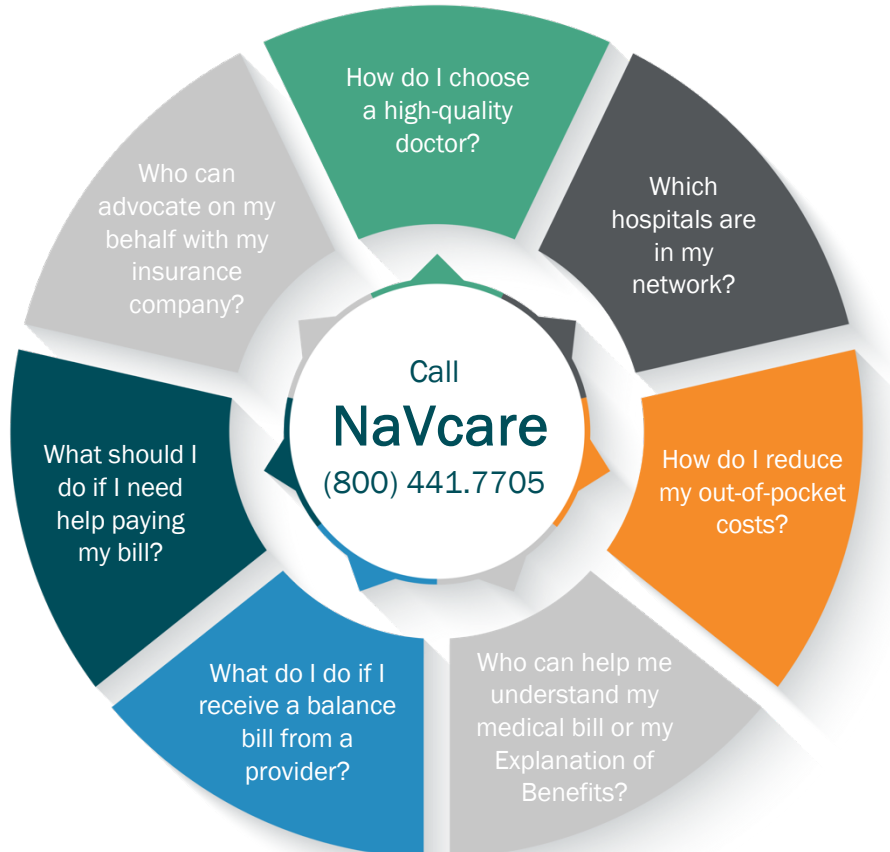 How do I choose
a high-quality
doctor?
Which
hospitals are
in my
network?
How do I reduce
my out-of-pocket
costs?
Who can help me
understand my
medical bill or my
Explanation of
Benefits?
What do I do if I
receive a balance
bill from a
provider?
What should I
do if I need
help paying
my bill?
Who can
advocate on my
behalf with my
insurance
company?
Call
NaVcare
(800) 441.7705